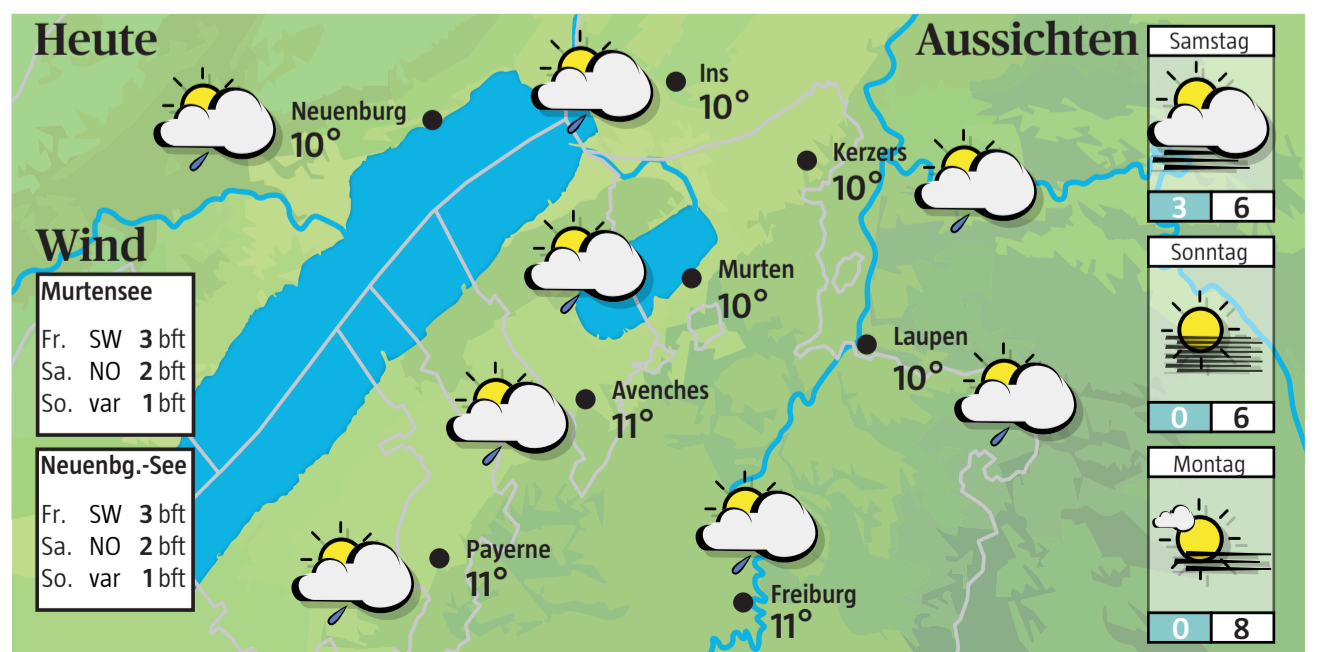 Heute
Neuenburg
10°
Ins
10°
Kerzers
10°
Murten
10°
Laupen
10°
Avenches
11°
Payerne
11°
Freiburg
11°
Wind
Murtensee
Fr. SW 3 bft
Sa. NO 2 bft
So. var 1 bft
Neuenbg.-See
Fr. SW 3 bft
Sa. NO 2 bft
So. var 1 bft
Aussichten
Samstag
3 6
Sonntag
0 6
Montag
0 8